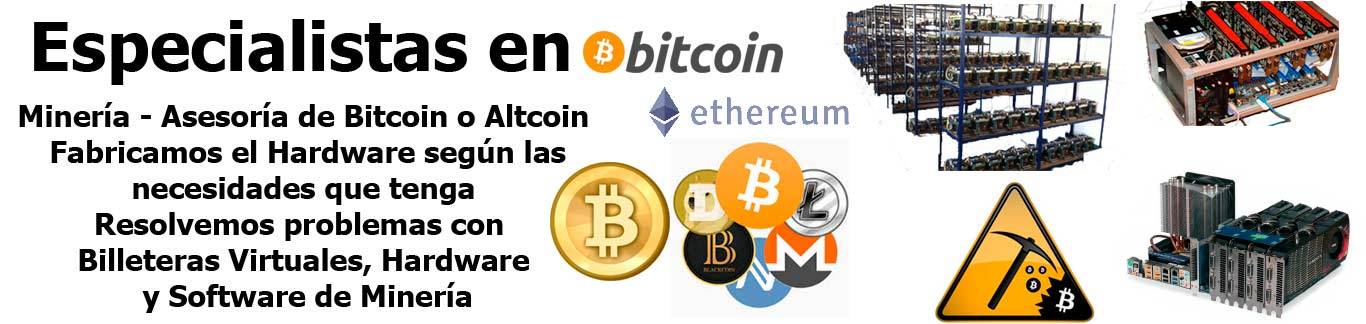 Especialistas en bitcoin
ethereum
Minería - Asesoría de Bitcoin o Altcoin
Fabricamos el Hardware según las
necesidades que tenga
Resolvemos problemas con
Billeteras Virtuales, Hardware
y Software de Minería
BLACKCOIN